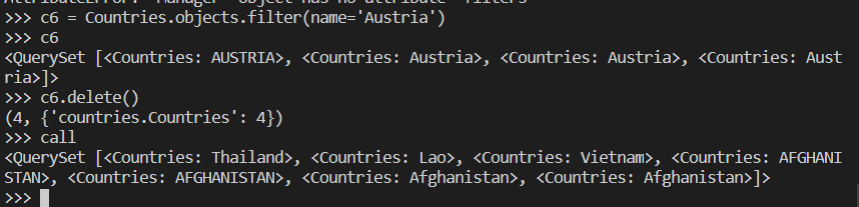 AttributeError: 'Manager' object has no attribute 'filters'
>>> c6 = Countries.objects.filter(name='Austria')
>>> c6
<QuerySet [<Countries: AUSTRIA>, <Countries: Austria>, <Countries: Austria>, <Countries: Aust
ria>]>
>>> c6.delete()
(4, {'countries.Countries': 4})
>>> call
<QuerySet [<Countries: Thailand>, <Countries: Lao>, <Countries: Vietnam>, <Countries: AFGHANI
STAN>, <Countries: AFGHANISTAN>, <Countries: Afghanistan>, <Countries: Afghanistan>]>
>>>